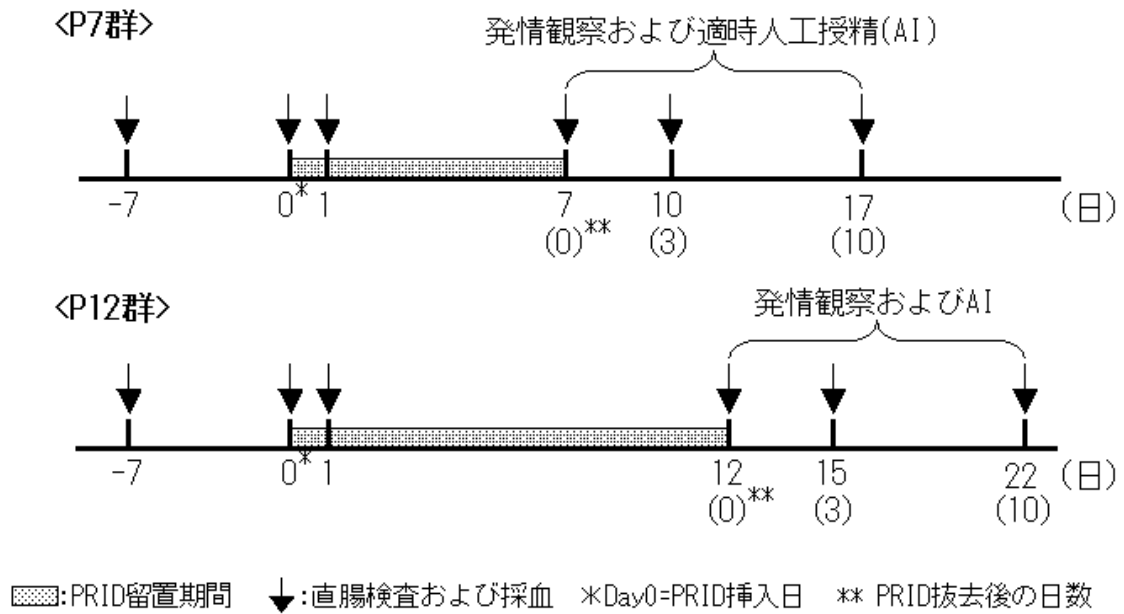 <P7群>
発情観察および適時人工授精(AI)
-7 0* 1 7 10 17 (日)
(0)** (3) (10)
<P12群>
発情観察およびAI
-7 0* 1 12 15 22 (日)
(0)** (3) (10)
:PRID留置期間 :直腸検査および採血 *Day0=PRID挿入日 ** PRID抜去後の日数